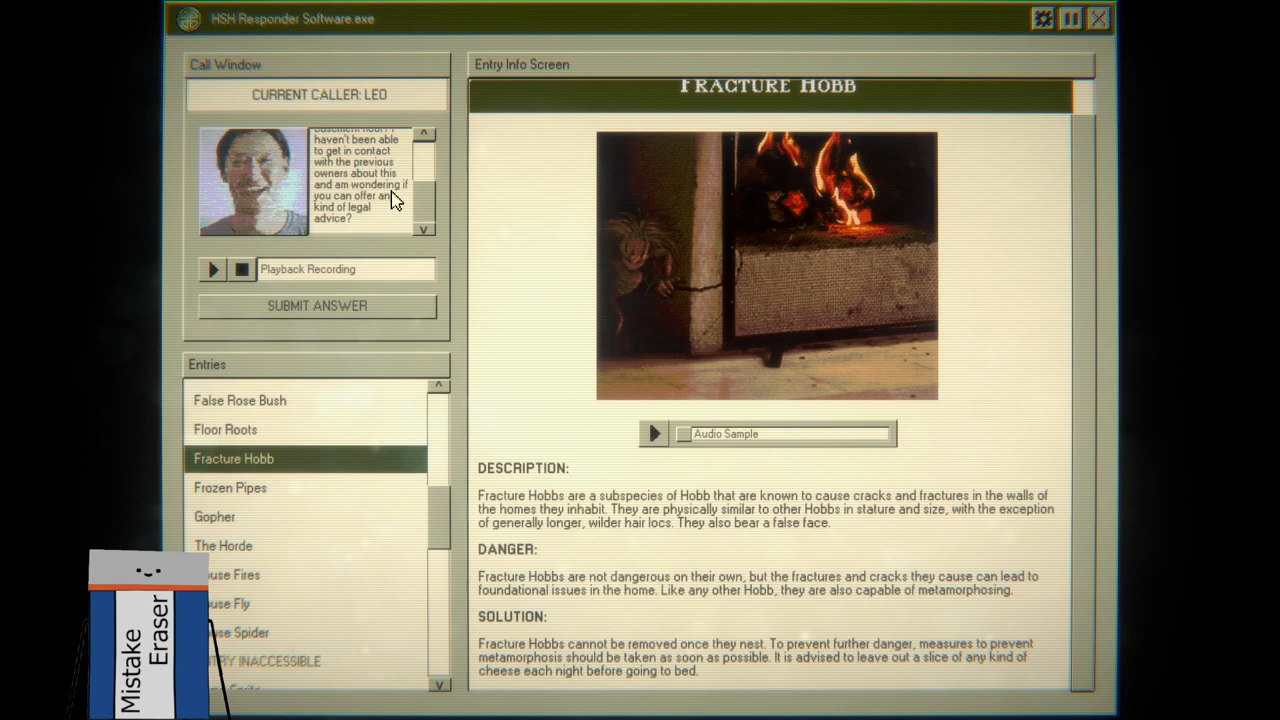 HSH Responder Software.exe
Call Window
CURRENT CALLER: LEO
haven't been able
to get in contact
with the previous
owners about this
and am wondering if
you can offer any
kind of legal
advice?
Playback Recording
SUBMIT ANSWER
Entries
False Rose Bush
Floor Roots
Fracture Hobb
Frozen Pipes
Gopher
The Horde
ouse Fires
ouse Fly
ouse Spider
NTRY INACCESSIBLE
Mistake
Eraser
Entry Info Screen
FRACTURE HOBB
Audio Sample
DESCRIPTION:
Fracture Hobbs are a subspecies of Hobb that are known to cause cracks and fractures in the walls of
the homes they inhabit. They are physically similar to other Hobbs in stature and size, with the exception
of generally longer, wilder hair locs. They also bear a false face.
DANGER:
Fracture Hobbs are not dangerous on their own, but the fractures and cracks they cause can lead to
foundational issues in the home. Like any other Hobb, they are also capable of metamorphosing.
SOLUTION:
Fracture Hobbs cannot be removed once they nest. To prevent further danger, measures to prevent
metamorphosis should be taken as soon as possible. It is advised to leave out a slice of any kind of
cheese each night before going to bed.